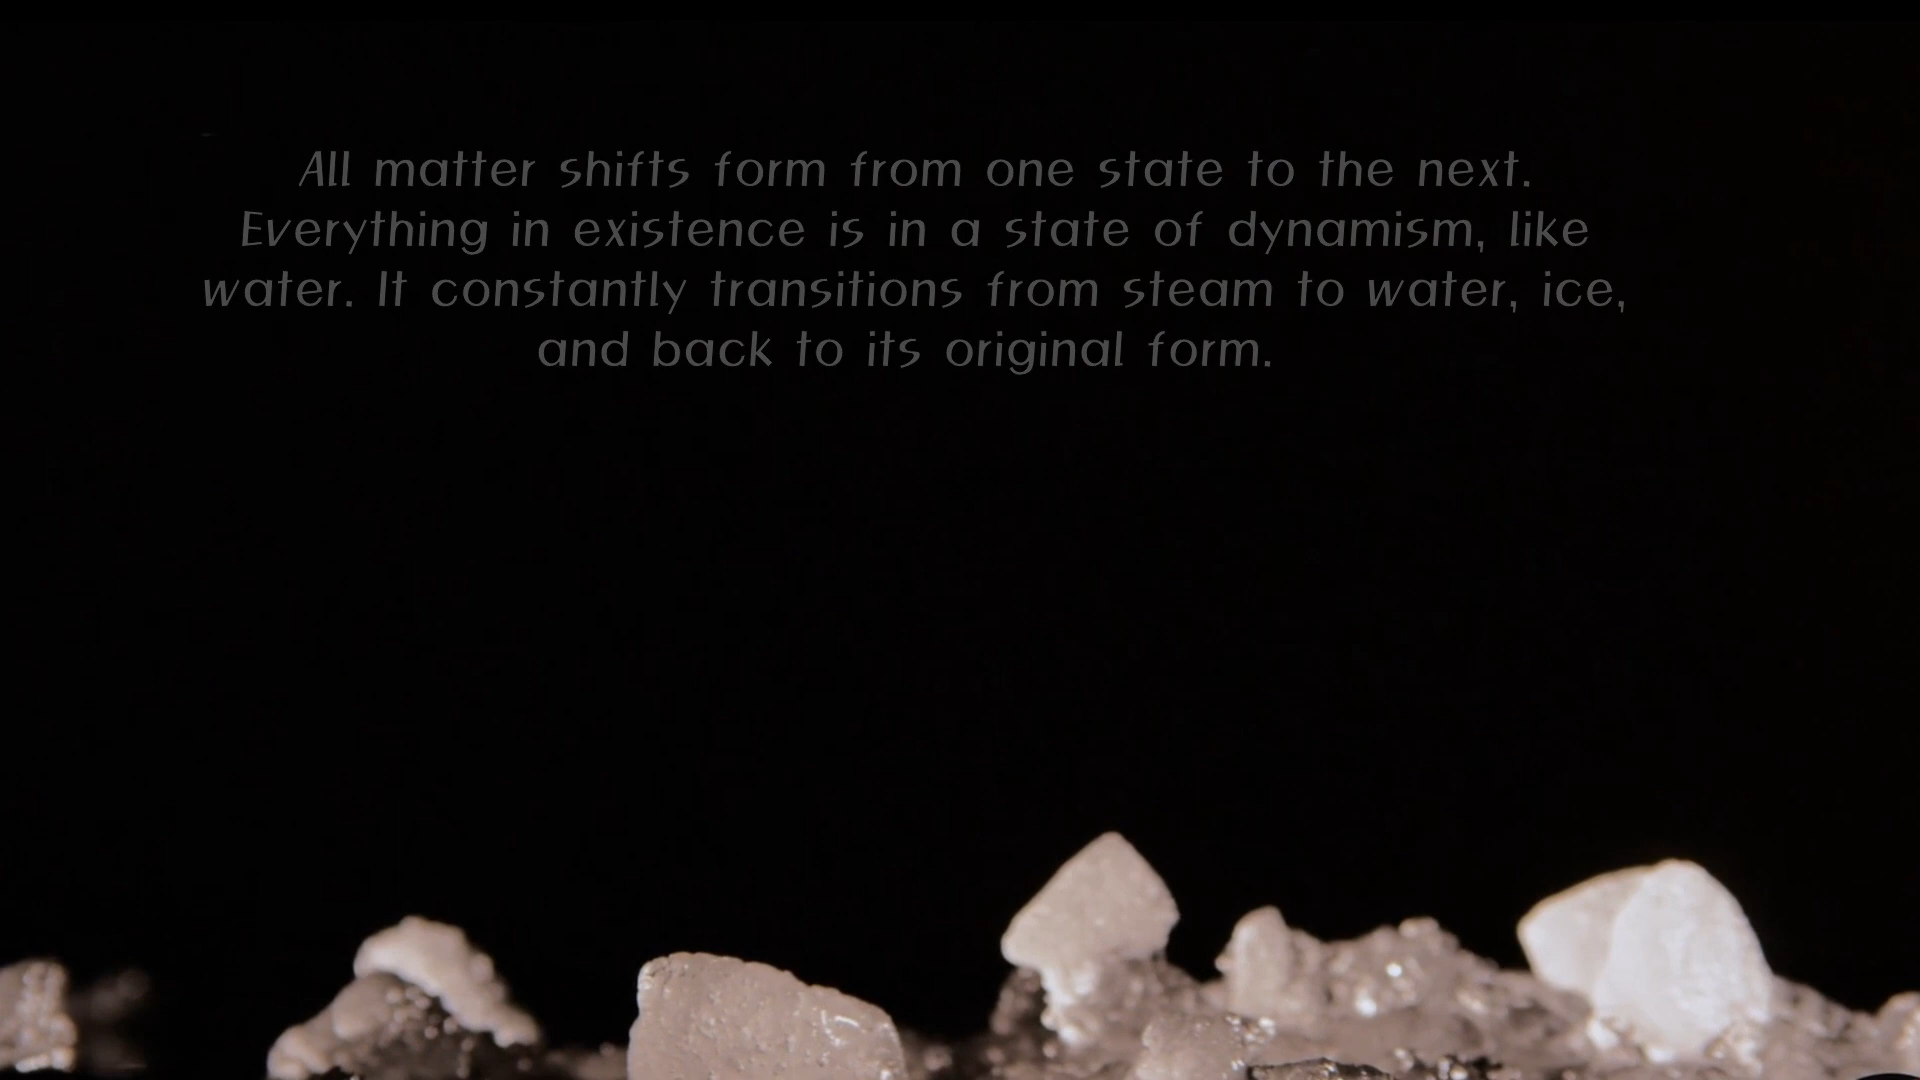 All matter shifts form from one state to the next.
Everything in existence is in a state of dynamism, like
water. It constantly transitions from steam to water, ice,
and back to its original form.